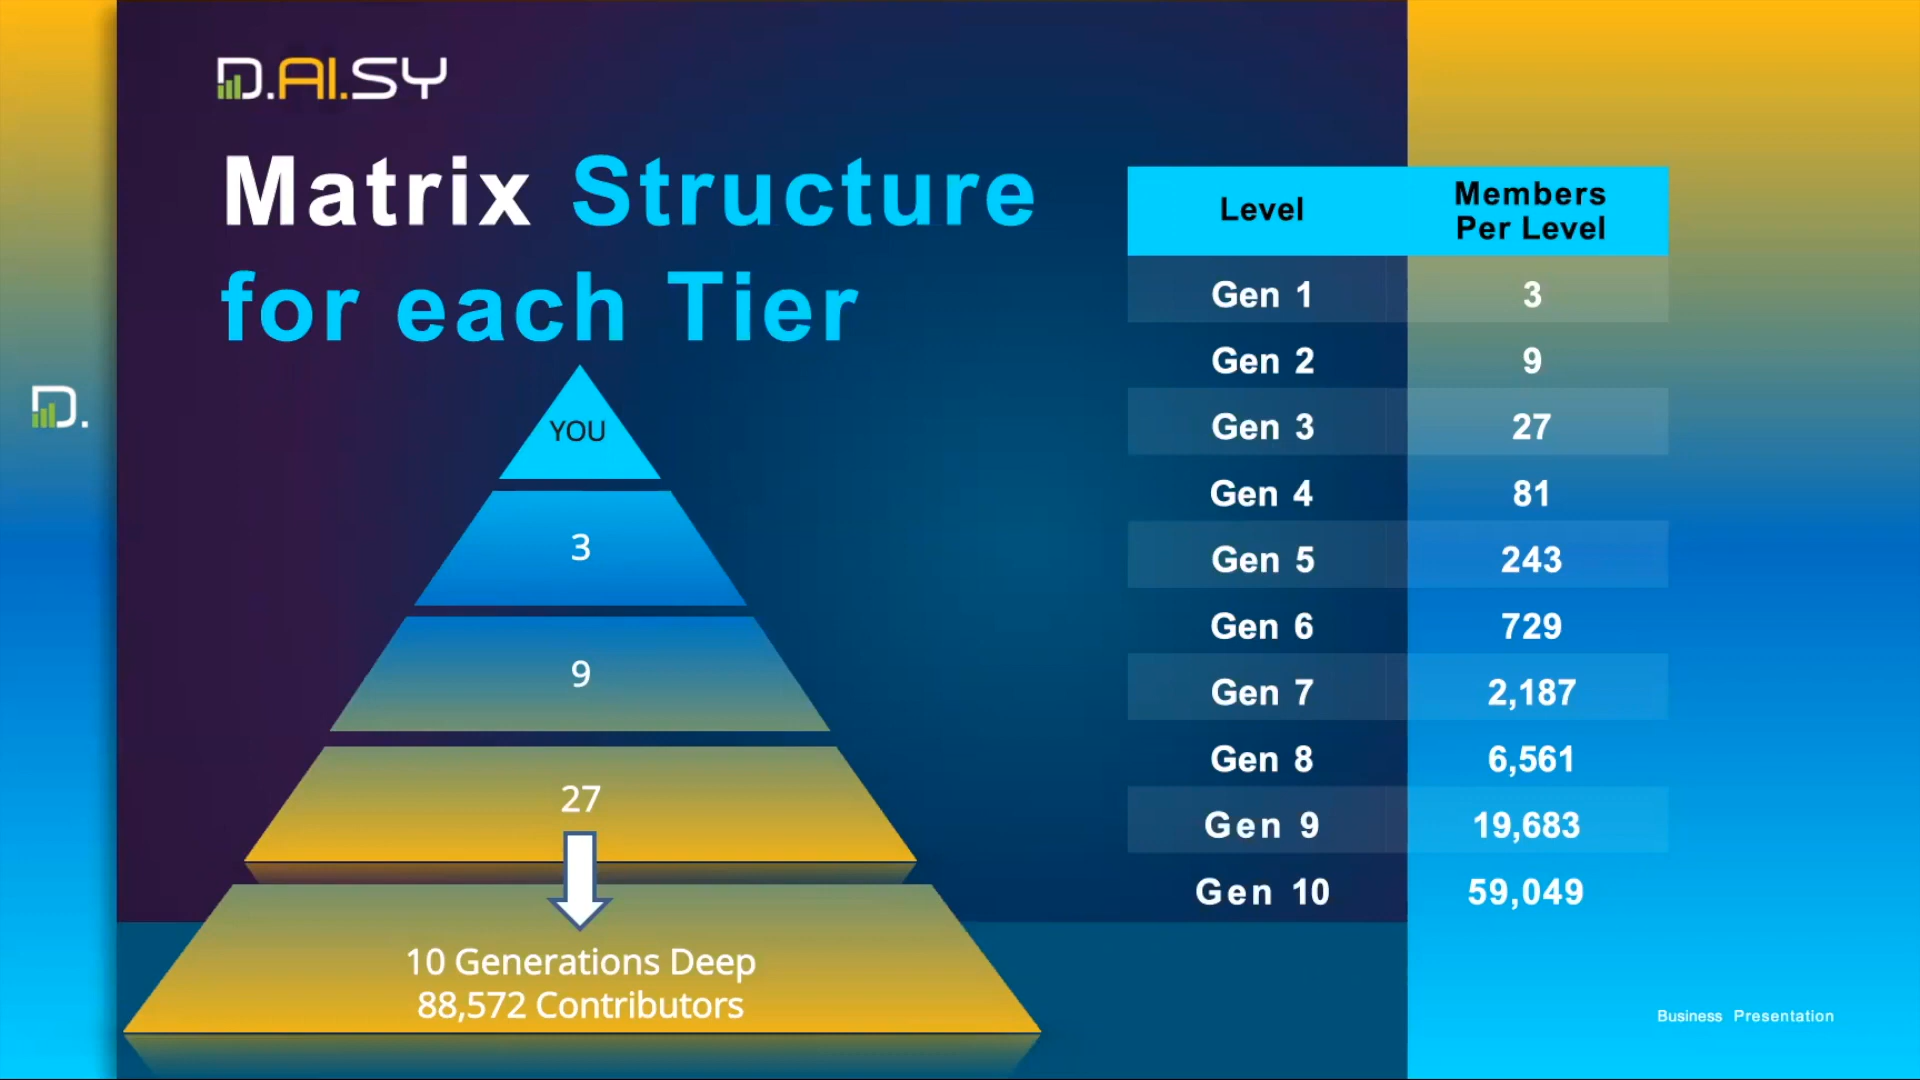 D.AI.SY
Matrix Structure
for each Tier
D.
YOU
3
9
27
10 Generations Deep
88,572 Contributors
Level Members Per Level
Gen 1 3
Gen 2 9
Gen 3 27
Gen 4 81
Gen 5 243
Gen 6 729
Gen 7 2,187
Gen 8 6,561
Gen 9 19,683
Gen 10 59,049
Business Presentation